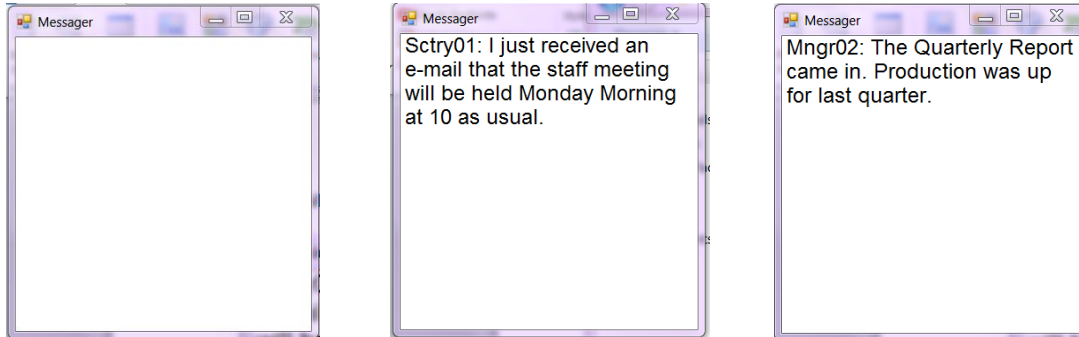 Messager
Messager
Sctry01: I just received an
e-mail that the staff meeting
will be held Monday Morning
at 10 as usual.
Messager
Mngr02: The Quarterly Report
came in. Production was up
for last quarter.